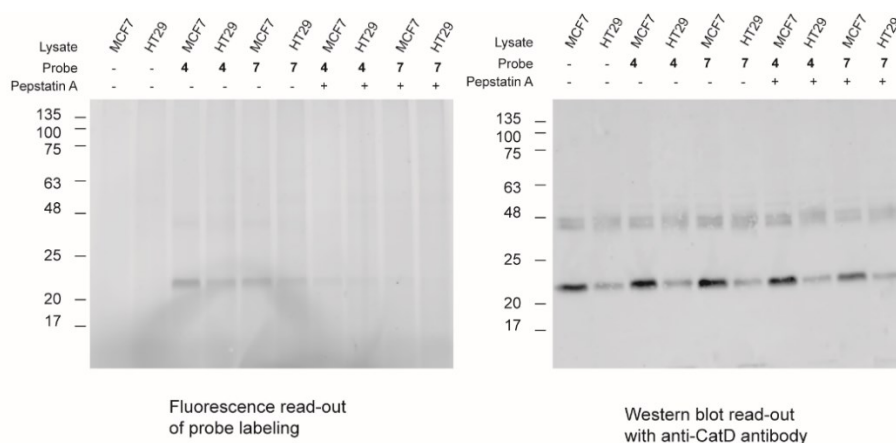 Lysate MCF7 HT29 MCF7 HT29 MCF7 HT29 MCF7 HT29 MCF7 HT29
Probe - - 4 4 7 7 4 4 7 7
Pepstatin A - - - - - - + + + +
135
100
75
63
48
25
20
17
Fluorescence read-out
of probe labeling
Lysate MCF7 HT29 MCF7 HT29 MCF7 HT29 MCF7 HT29 MCF7 HT29
Probe - - 4 4 7 7 4 4 7 7
Pepstatin A - - - - - - + + + +
135
100
75
63
48
25
20
17
Western blot read-out
with anti-CatD antibody